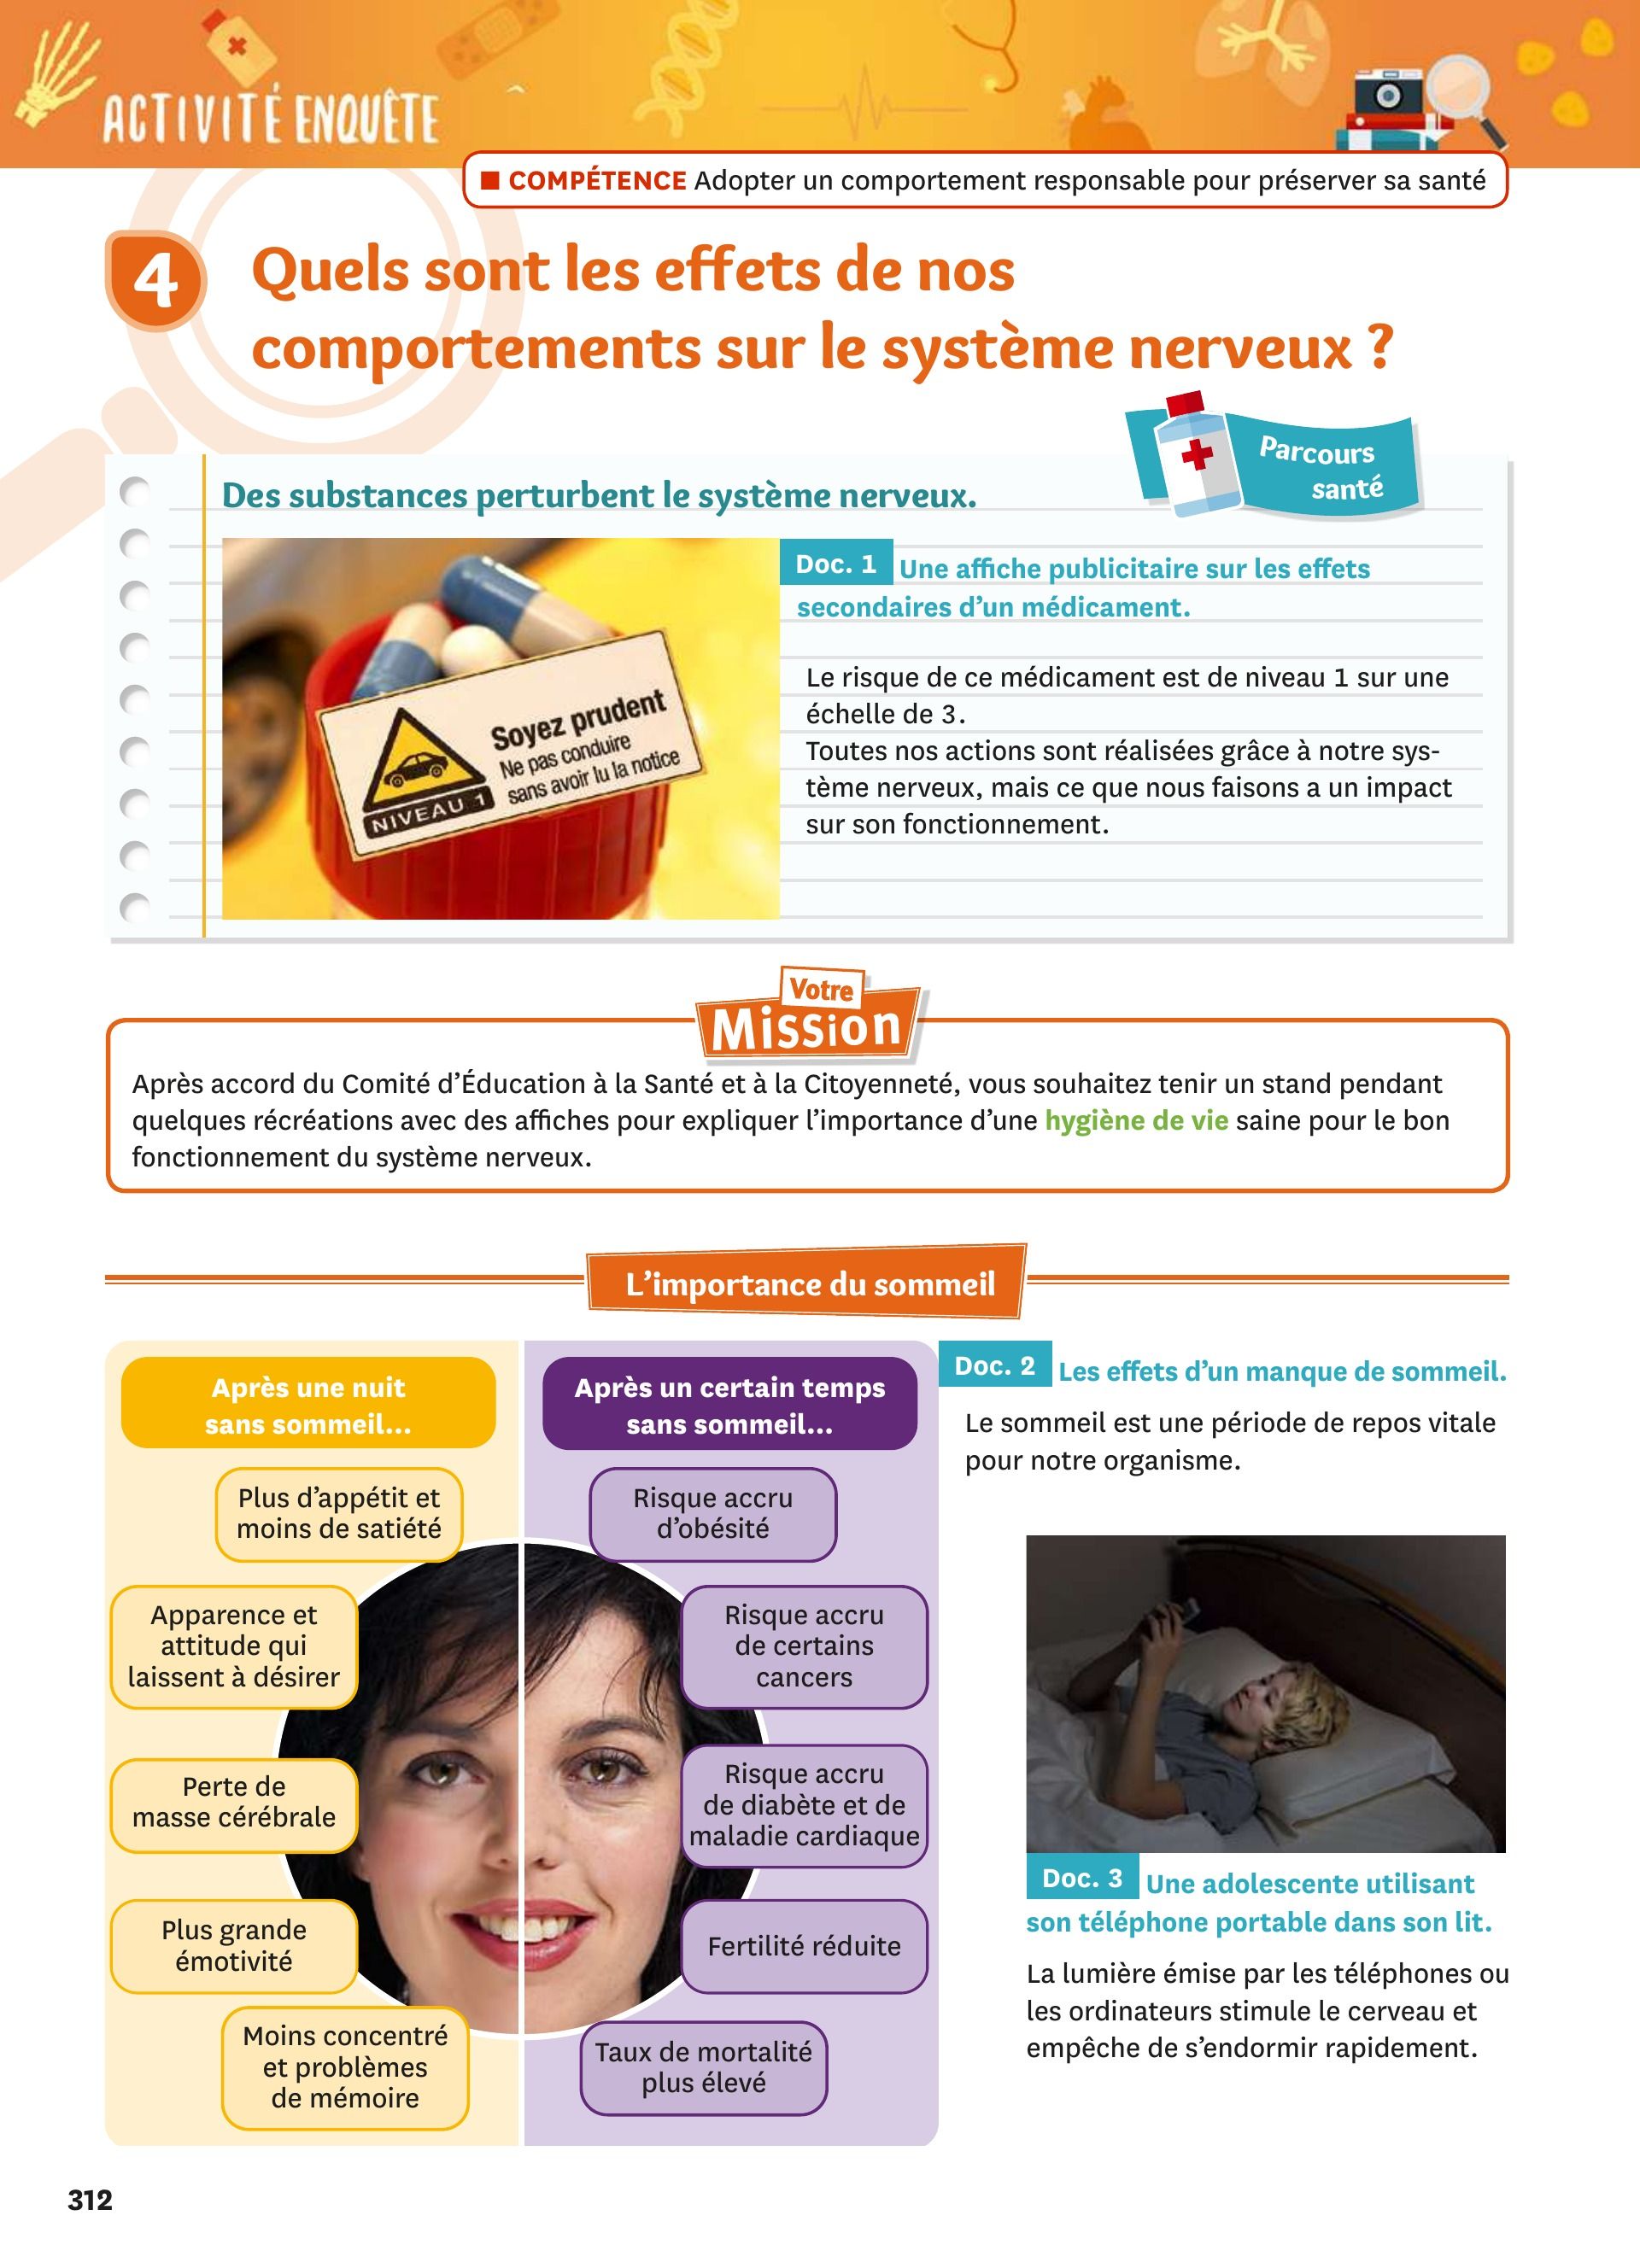 ACTIVITÉ ENQUÊTE
COMPÉTENCE Adopter un comportement responsable pour préserver sa santé
4
Quels sont les effets de nos
comportements sur le système nerveux ?
Parcours
santé
Des substances perturbent le système nerveux.
Soyez prudent
Ne pas conduire
sans avoir lu la notice
NIVEAU 1
Doc. 1 Une affiche publicitaire sur les effets
secondaires d'un médicament.
Le risque de ce médicament est de niveau 1 sur une
échelle de 3.
Toutes nos actions sont réalisées grâce à notre sys-
tème nerveux, mais ce que nous faisons a un impact
sur son fonctionnement.
Votre
Mission
Après accord du Comité d'Éducation à la Santé et à la Citoyenneté, vous souhaitez tenir un stand pendant
quelques récréations avec des affiches pour expliquer l'importance d'une hygiène de vie saine pour le bon
fonctionnement du système nerveux.
L'importance du sommeil
Après une nuit
sans sommeil...
Plus d'appétit et
moins de satiété
Apparence et
attitude qui
laissent à désirer
Perte de
masse cérébrale
Plus grande
émotivité
Moins concentré
et problèmes
de mémoire
Après un certain temps
sans sommeil...
Risque accru
d'obésité
Risque accru
de certains
cancers
Risque accru
de diabète et de
maladie cardiaque
Fertilité réduite
Taux de mortalité
plus élevé
Doc. 2 Les effets d'un manque de sommeil.
Le sommeil est une période de repos vitale
pour notre organisme.
Doc. 3 Une adolescente utilisant
son téléphone portable dans son lit.
La lumière émise par les téléphones ou
les ordinateurs stimule le cerveau et
empêche de s'endormir rapidement.
312